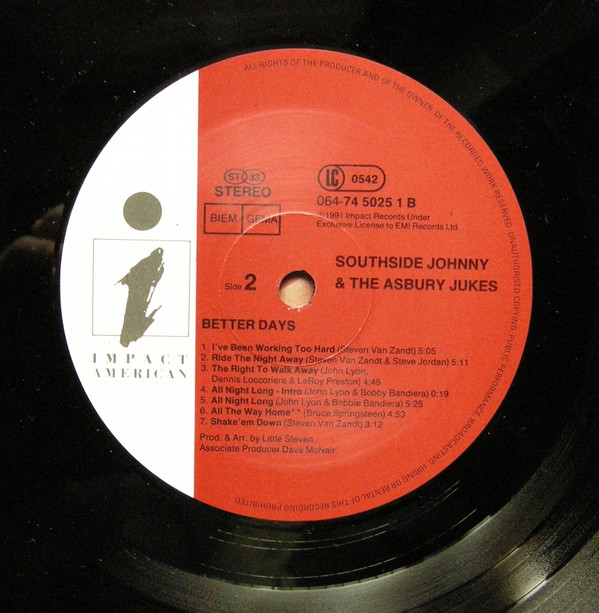 ALL RIGHTS OF THE PRODUCER AND OF THE OWNER OF THE RECORDED WORK RESERVED. UNAUTHORISED COPYING, PUBLIC PERFORMANCE, BROADCASTING, HIRING OR RENTAL OF THIS RECORDING PROHIBITED
ST 33
STEREO
BIEM GEMA
LC 0542
064-74 5025 1 B
℗1991 Impact Records Under
Exclusive License to EMI Records Ltd.
Side 2
SOUTHSIDE JOHNNY
& THE ASBURY JUKES
i
IMPACT
AMERICAN
BETTER DAYS
1. I've Been Working Too Hard (Steven Van Zandt) 5:05
2. Ride The Night Away (Steven Van Zandt & Steve Jordan) 5:11
3. The Right To Walk Away (John Lyon,
Dennis Locconere & LeRoy Preston) 4:45
4. All Night Long - Intro (John Lyon & Bobby Bandiera) 0:19
5. All Night Long (John Lyon & Bobbie Bandiera) 5:25
6. All The Way Home** (Bruce Springsteen) 4:53
7. Shake'em Down (Steven Van Zandt) 3:12
Prod. & Arr. by Little Steven.
Associate Producer Dave McNair.